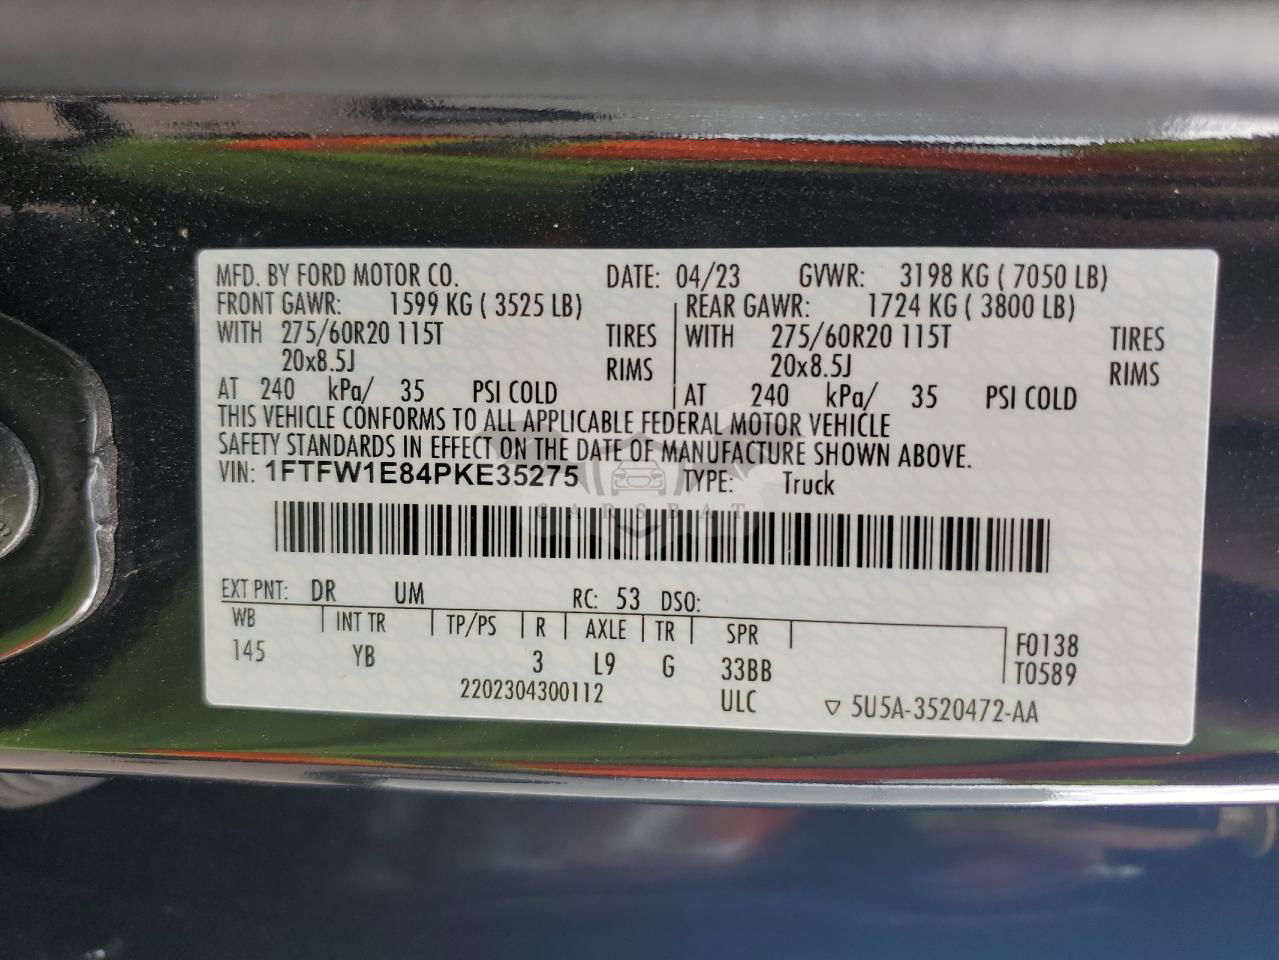 MFD. BY FORD MOTOR CO. DATE: 04/23 GVWR: 3198 KG ( 7050 LB)
FRONT GAWR: 1599 KG ( 3525 LB) REAR GAWR: 1724 KG ( 3800 LB)
WITH 275/60R20 115T TIRES WITH 275/60R20 115T TIRES
20x8.5J RIMS 20x8.5J RIMS
AT 240 kPa/ 35 PSI COLD AT 240 kPa/ 35 PSI COLD
THIS VEHICLE CONFORMS TO ALL APPLICABLE FEDERAL MOTOR VEHICLE
SAFETY STANDARDS IN EFFECT ON THE DATE OF MANUFACTURE SHOWN ABOVE.
VIN: 1FTFW1E84PKE35275 TYPE: Truck
CARSBAT
EXT PNT: DR UM RC: 53 DSO:
WB INT TR TP/PS R AXLE TR SPR F0138
145 YB 3 L9 G 33BB T0589
2202304300112 ULC ▽ 5U5A-3520472-AA